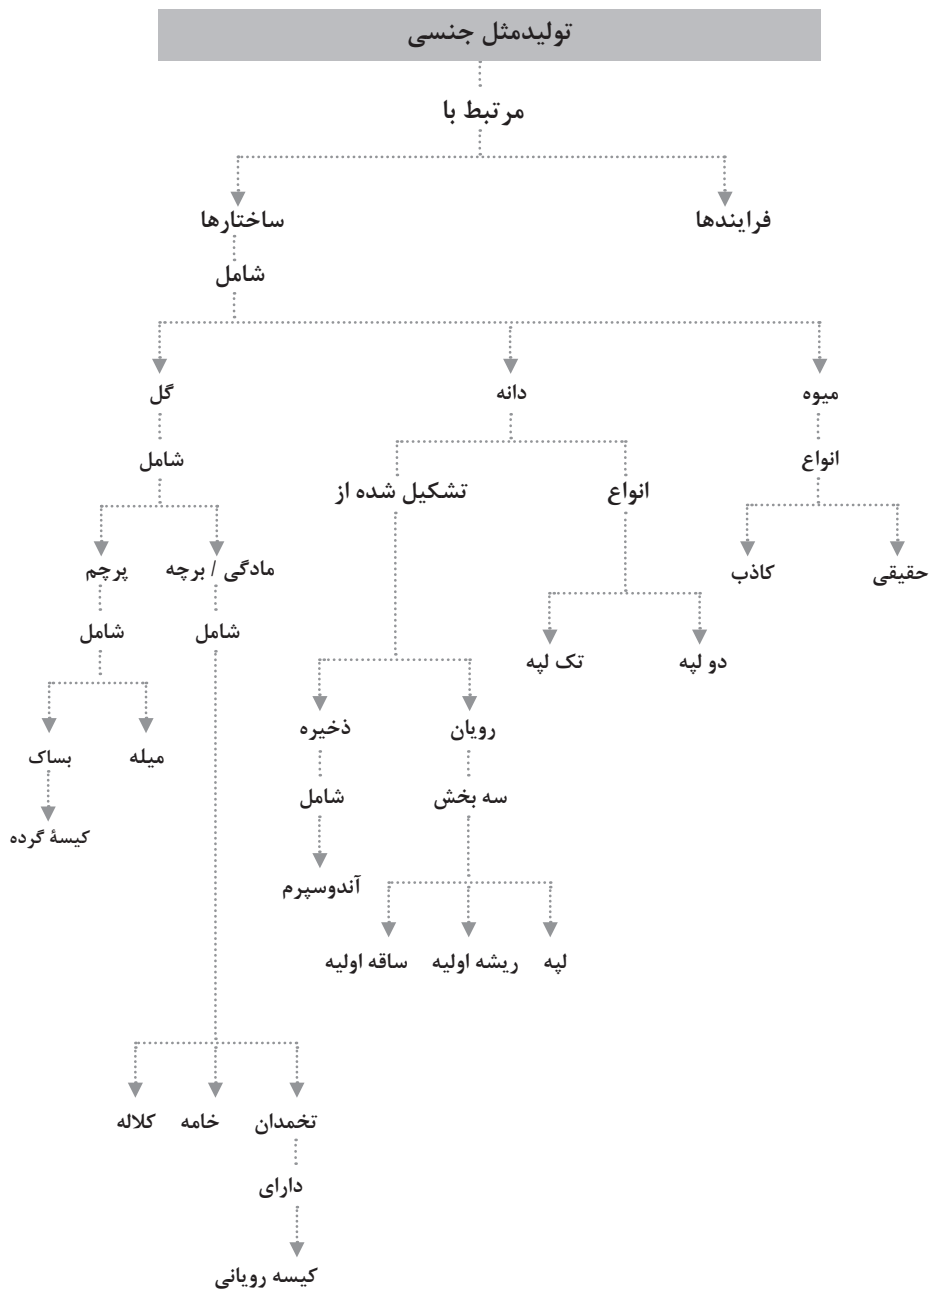 تولیدمثل جنسی
مرتبط با
فرایندها
ساختارها
شامل
میوه
دانه
گل
انواع
شامل
انواع
تشکیل شده از
حقیقی
کاذب
مادگی / برچه
پرچم
شامل
شامل
دو لپه
تک لپه
رویان
ذخیره
میله
بساک
سه بخش
شامل
کیسهٔ گرده
آندوسپرم
لپه
ریشه اولیه
ساقه اولیه
تخمدان
خامه
کلاله
دارای
کیسه رویانی